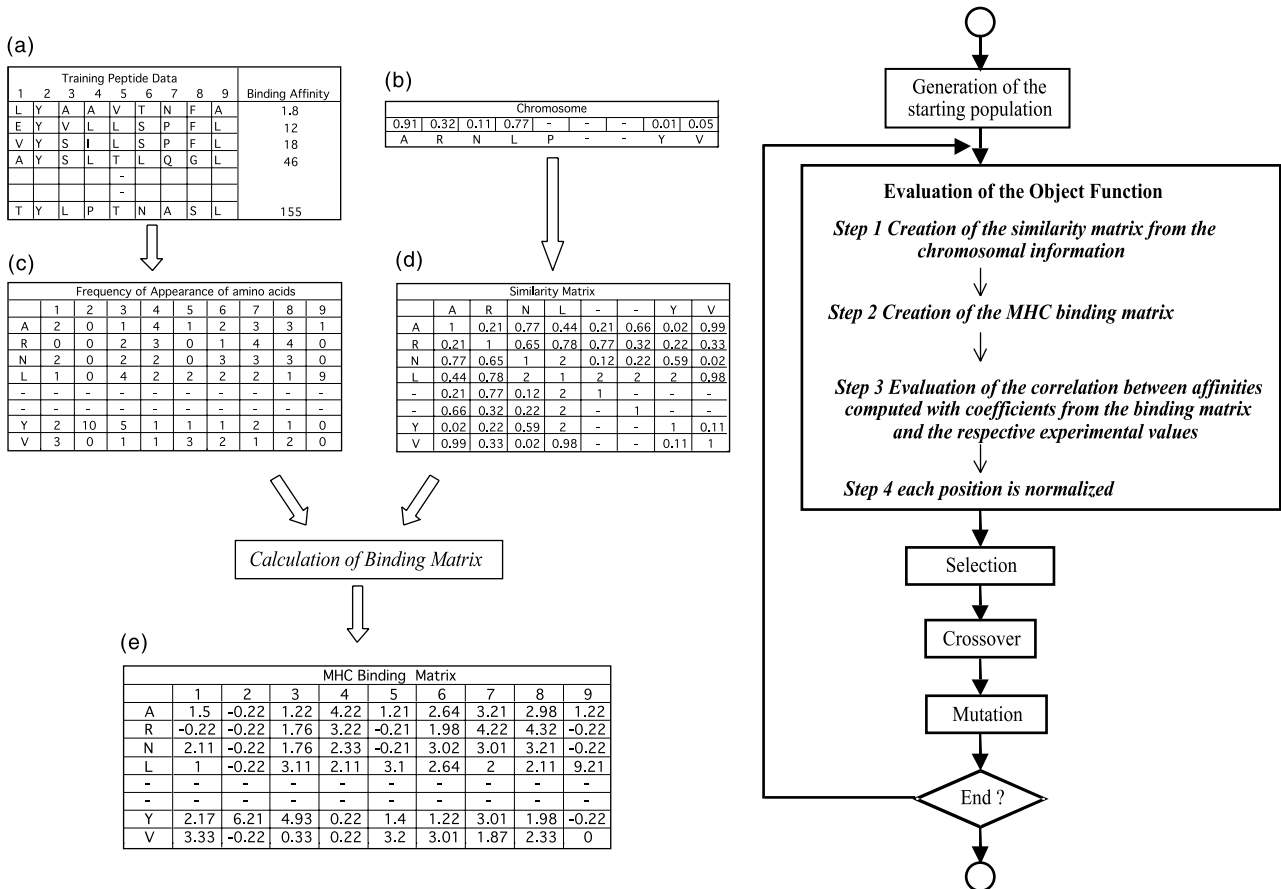 (a)
Training Peptide Data
1 2 3 4 5 6 7 8 9 Binding Affinity
L Y A A V T N F A 1.8
E Y V L L S P F L 12
V Y S I L S P F L 18
A Y S L T L Q G L 46
-
-
T Y L P T N A S L 155
(b)
Chromosome
0.91 0.32 0.11 0.77 - - - 0.01 0.05
A R N L P - - Y V
(c)
Frequency of Appearance of amino acids
1 2 3 4 5 6 7 8 9
A 2 0 1 4 1 2 3 3 1
R 0 0 2 3 0 1 4 4 0
N 2 0 2 2 0 3 3 3 0
L 1 0 4 2 2 2 2 1 9
- - - - - - - - - -
- - - - - - - - - -
Y 2 10 5 1 1 1 2 1 0
V 3 0 1 1 3 2 1 2 0
(d)
Similarity Matrix
A R N L - - Y V
A 1 0.21 0.77 0.44 0.21 0.66 0.02 0.99
R 0.21 1 0.65 0.78 0.77 0.32 0.22 0.33
N 0.77 0.65 1 2 0.12 0.22 0.59 0.02
L 0.44 0.78 2 1 2 2 2 0.98
- 0.21 0.77 0.12 2 1 - - -
- 0.66 0.32 0.22 2 - 1 - -
Y 0.02 0.22 0.59 2 - - 1 0.11
V 0.99 0.33 0.02 0.98 - - 0.11 1
Calculation of Binding Matrix
(e)
MHC Binding Matrix
1 2 3 4 5 6 7 8 9
A 1.5 -0.22 1.22 4.22 1.21 2.64 3.21 2.98 1.22
R -0.22 -0.22 1.76 3.22 -0.21 1.98 4.22 4.32 -0.22
N 2.11 -0.22 1.76 2.33 -0.21 3.02 3.01 3.21 -0.22
L 1 -0.22 3.11 2.11 3.1 2.64 2 2.11 9.21
- - - - - - - - - -
- - - - - - - - - -
Y 2.17 6.21 4.93 0.22 1.4 1.22 3.01 1.98 -0.22
V 3.33 -0.22 0.33 0.22 3.2 3.01 1.87 2.33 0
Generation of the
starting population
Evaluation of the Object Function
Step 1 Creation of the similarity matrix from the
chromosomal information
Step 2 Creation of the MHC binding matrix
Step 3 Evaluation of the correlation between affinities
computed with coefficients from the binding matrix
and the respective experimental values
Step 4 each position is normalized
Selection
Crossover
Mutation
End ?